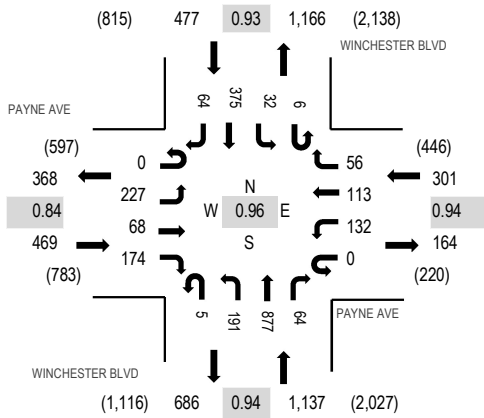 (815) 477 0.93 1,166 (2,138)
WINCHESTER BLVD
PAYNE AVE
64 375 32 6
(597) (446)
368 0 56 301
227 N 113
0.84 68 W 0.96 E 132 0.94
469 174 S 0 164
(783) (220)
5 191 877 64
PAYNE AVE
WINCHESTER BLVD
(1,116) 686 0.94 1,137 (2,027)